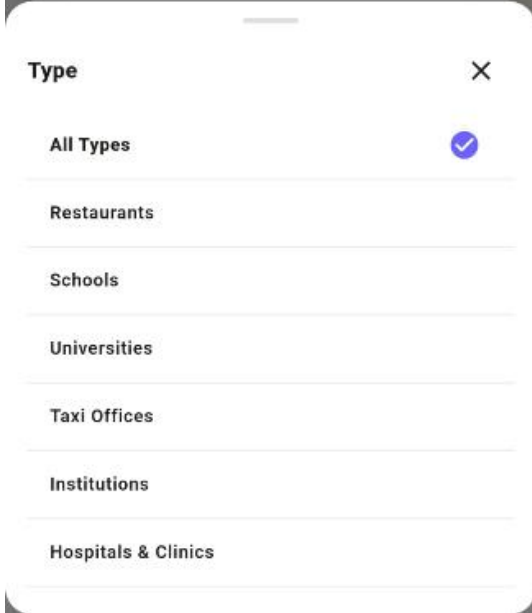 Type
All Types
Restaurants
Schools
Universities
Taxi Offices
Institutions
Hospitals & Clinics